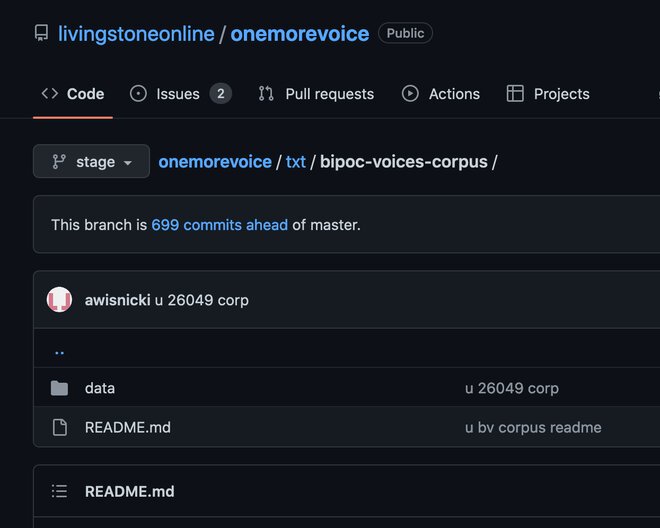 livingstoneonline / onemorevoice Public
Code Issues 2 Pull requests Actions Projects
stage onemorevoice / txt / bipoc-voices-corpus /
This branch is 699 commits ahead of master.
awisnicki u 26049 corp
..
data u 26049 corp
README.md u bv corpus readme
README.md